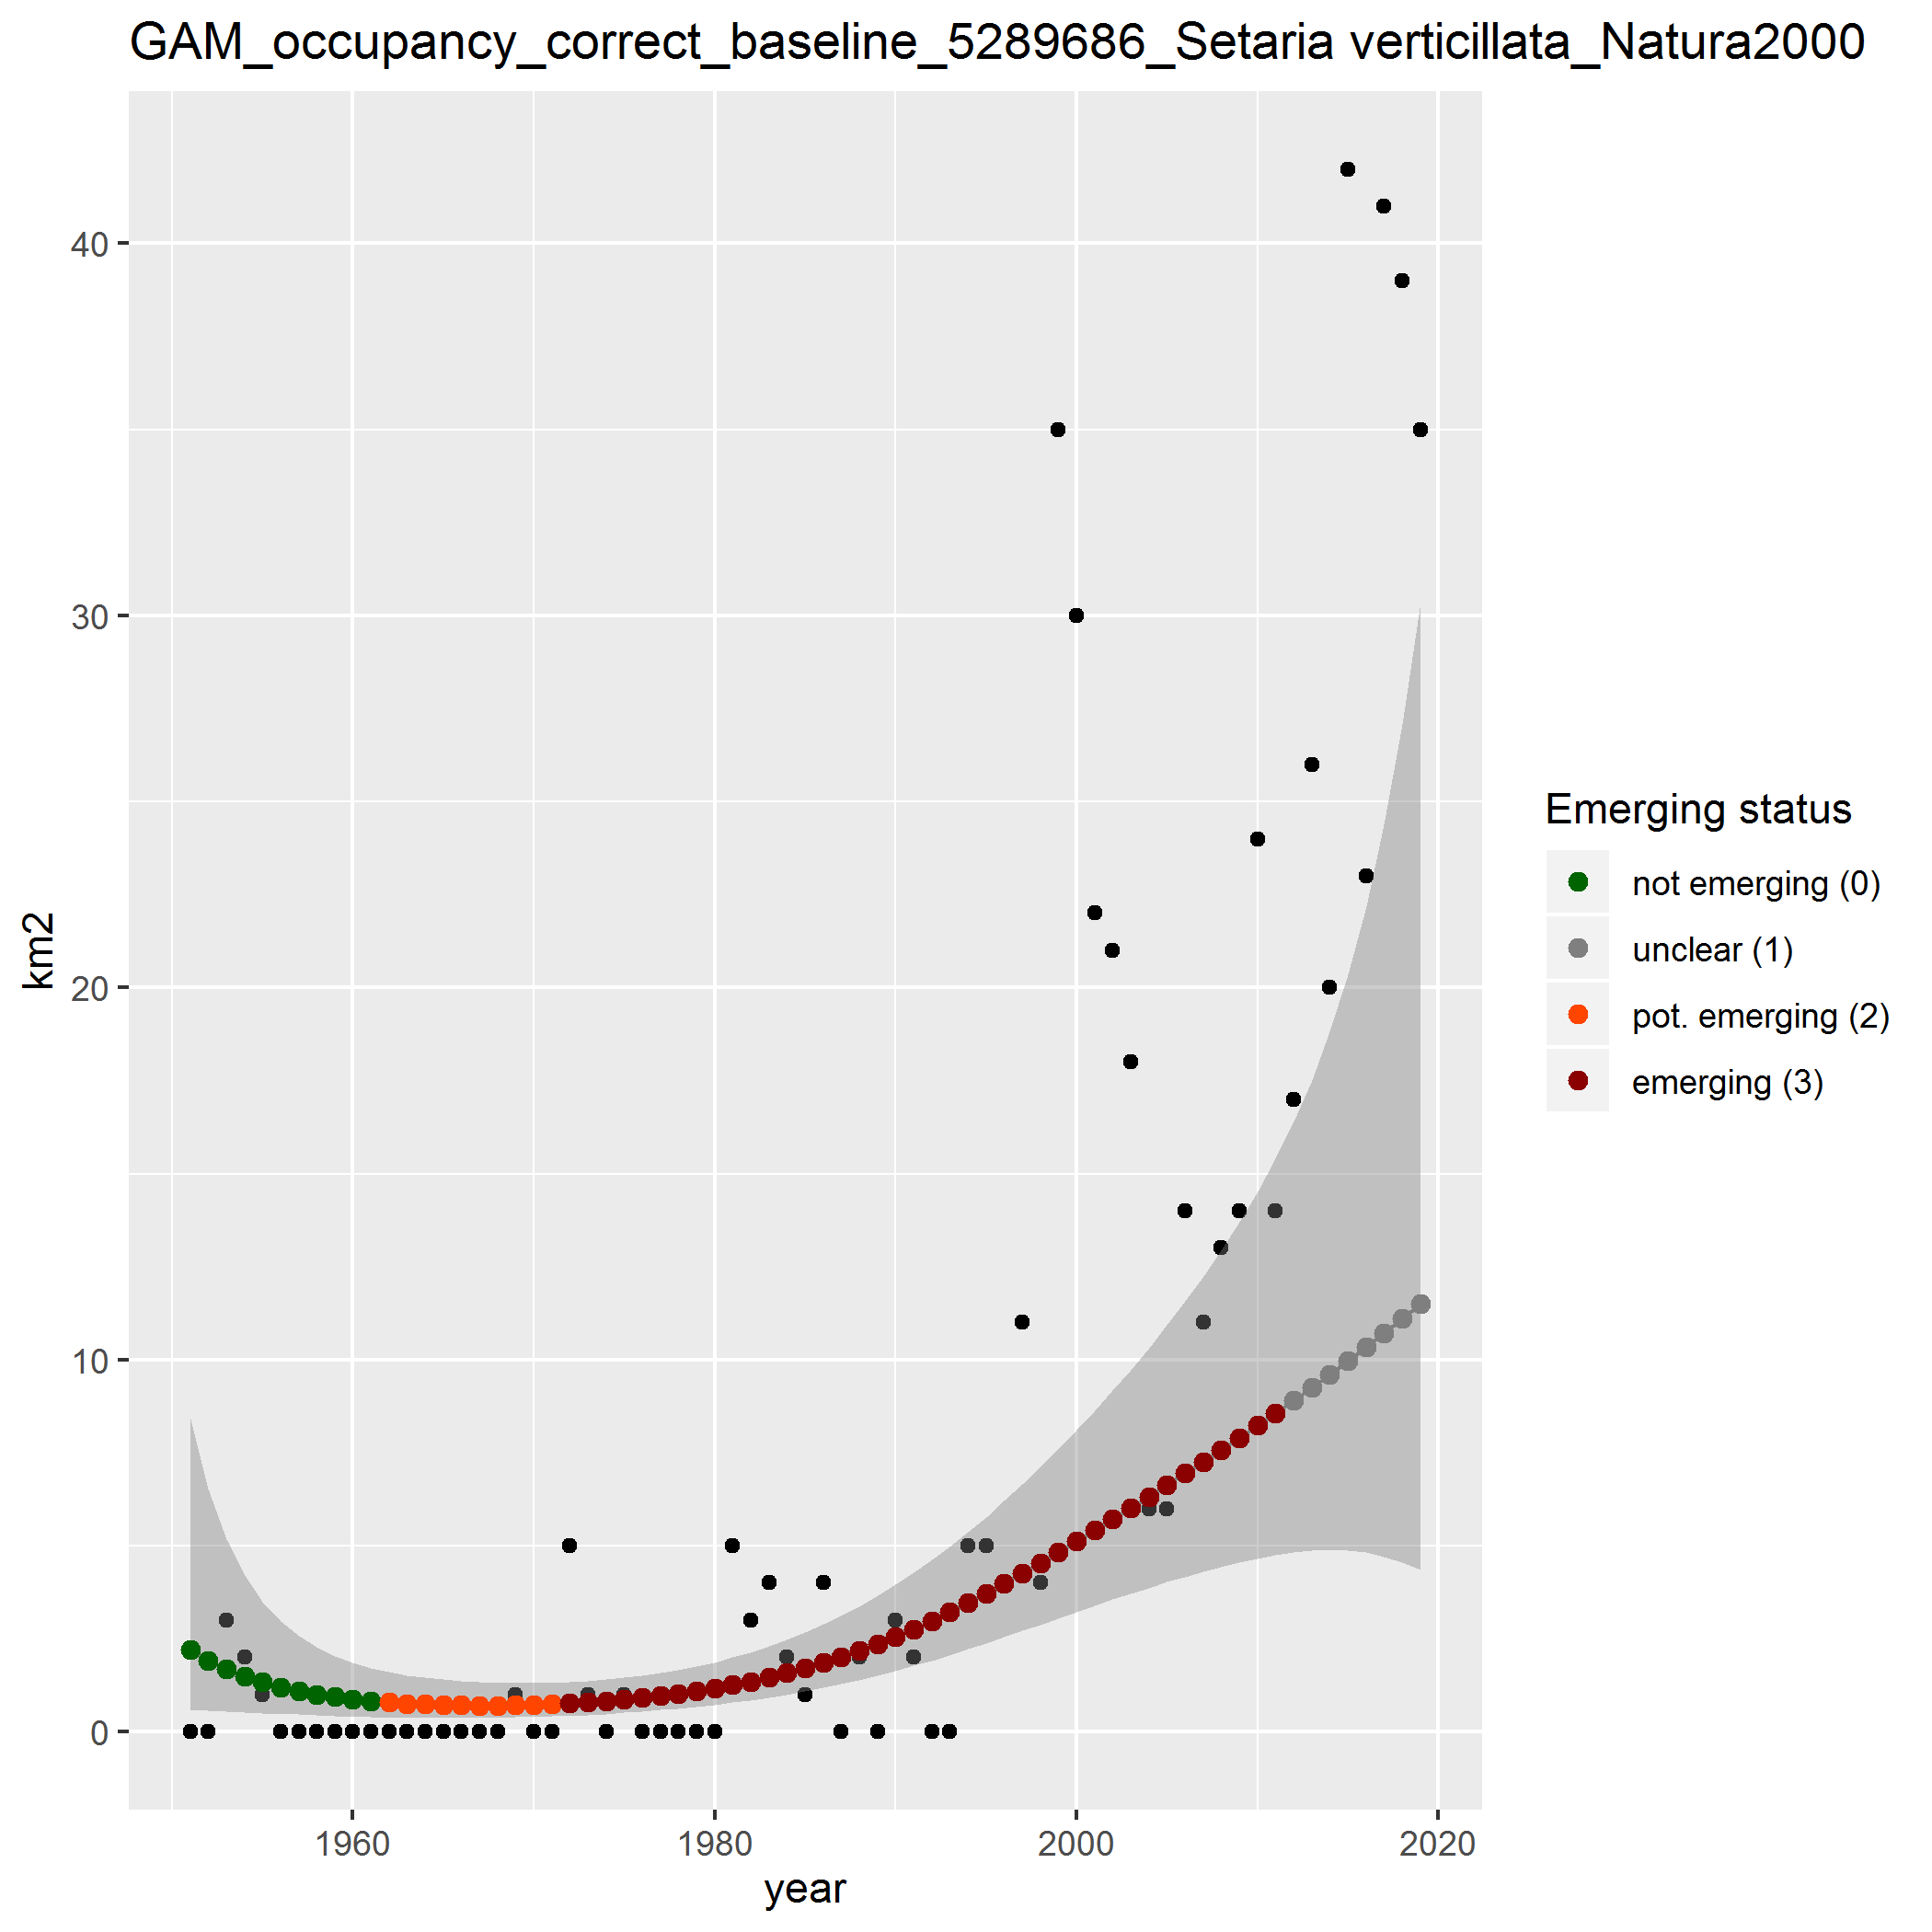 GAM_occupancy_correct_baseline_5289686_Setaria verticillata_Natura2000
40
30
20
10
0
km2
1960
1980
2000
2020
year
Emerging status
not emerging (0)
unclear (1)
pot. emerging (2)
emerging (3)